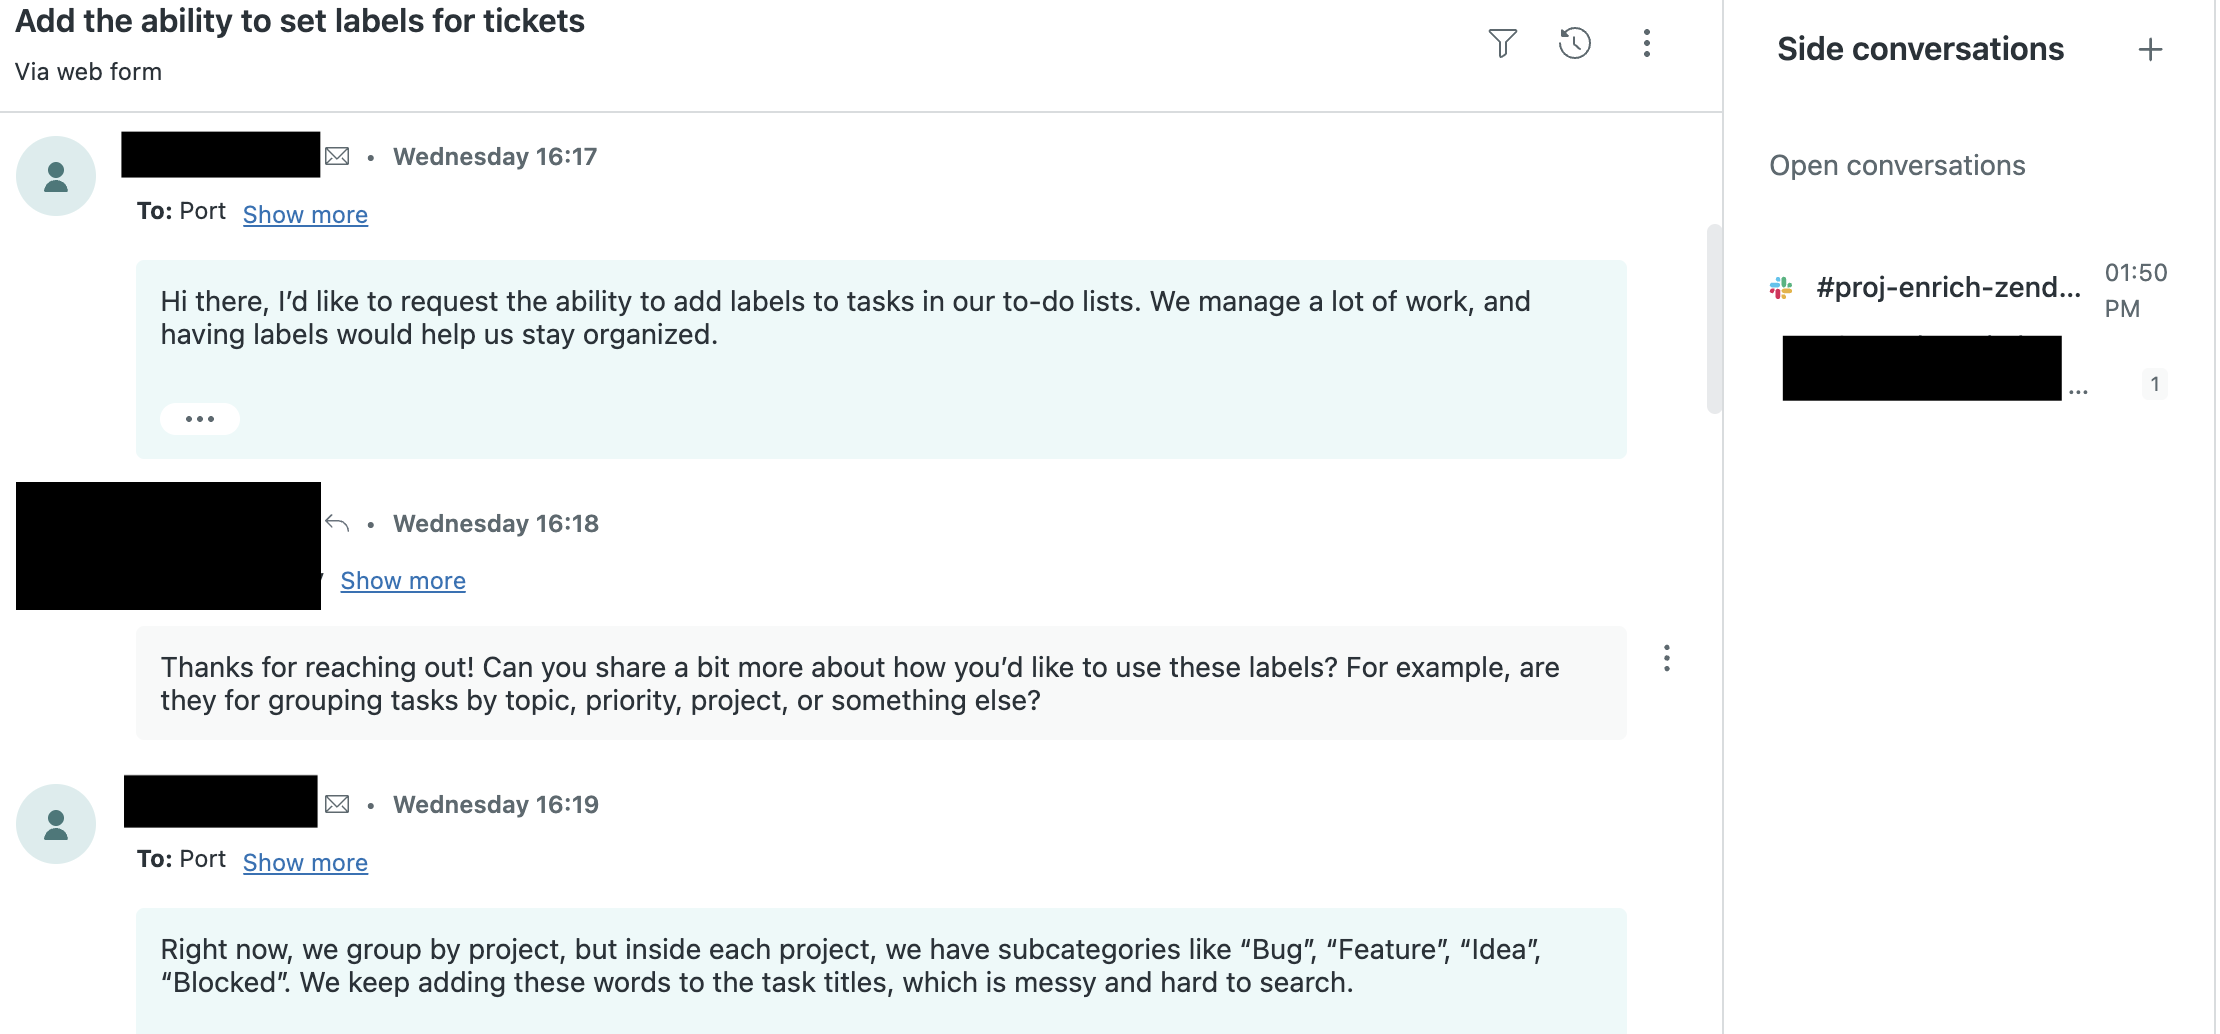 Add the ability to set labels for tickets
Via web form
Wednesday 16:17
To: Port Show more
Hi there, I’d like to request the ability to add labels to tasks in our to-do lists. We manage a lot of work, and
having labels would help us stay organized.
Wednesday 16:18
Show more
Thanks for reaching out! Can you share a bit more about how you’d like to use these labels? For example, are
they for grouping tasks by topic, priority, project, or something else?
Wednesday 16:19
To: Port Show more
Right now, we group by project, but inside each project, we have subcategories like “Bug”, “Feature”, “Idea”,
“Blocked”. We keep adding these words to the task titles, which is messy and hard to search.
Side conversations
Open conversations
#proj-enrich-zend...
01:50
PM
...
1